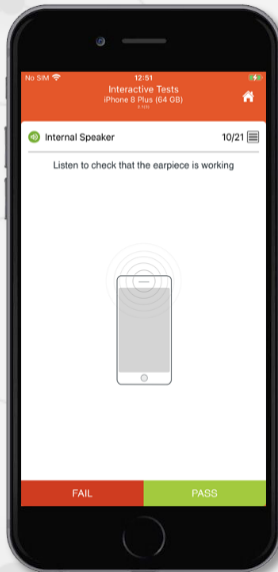 No SIM 12:51
Interactive Tests
iPhone 8 Plus (64 GB)
Internal Speaker 10/21
Listen to check that the earpiece is working
FAIL PASS